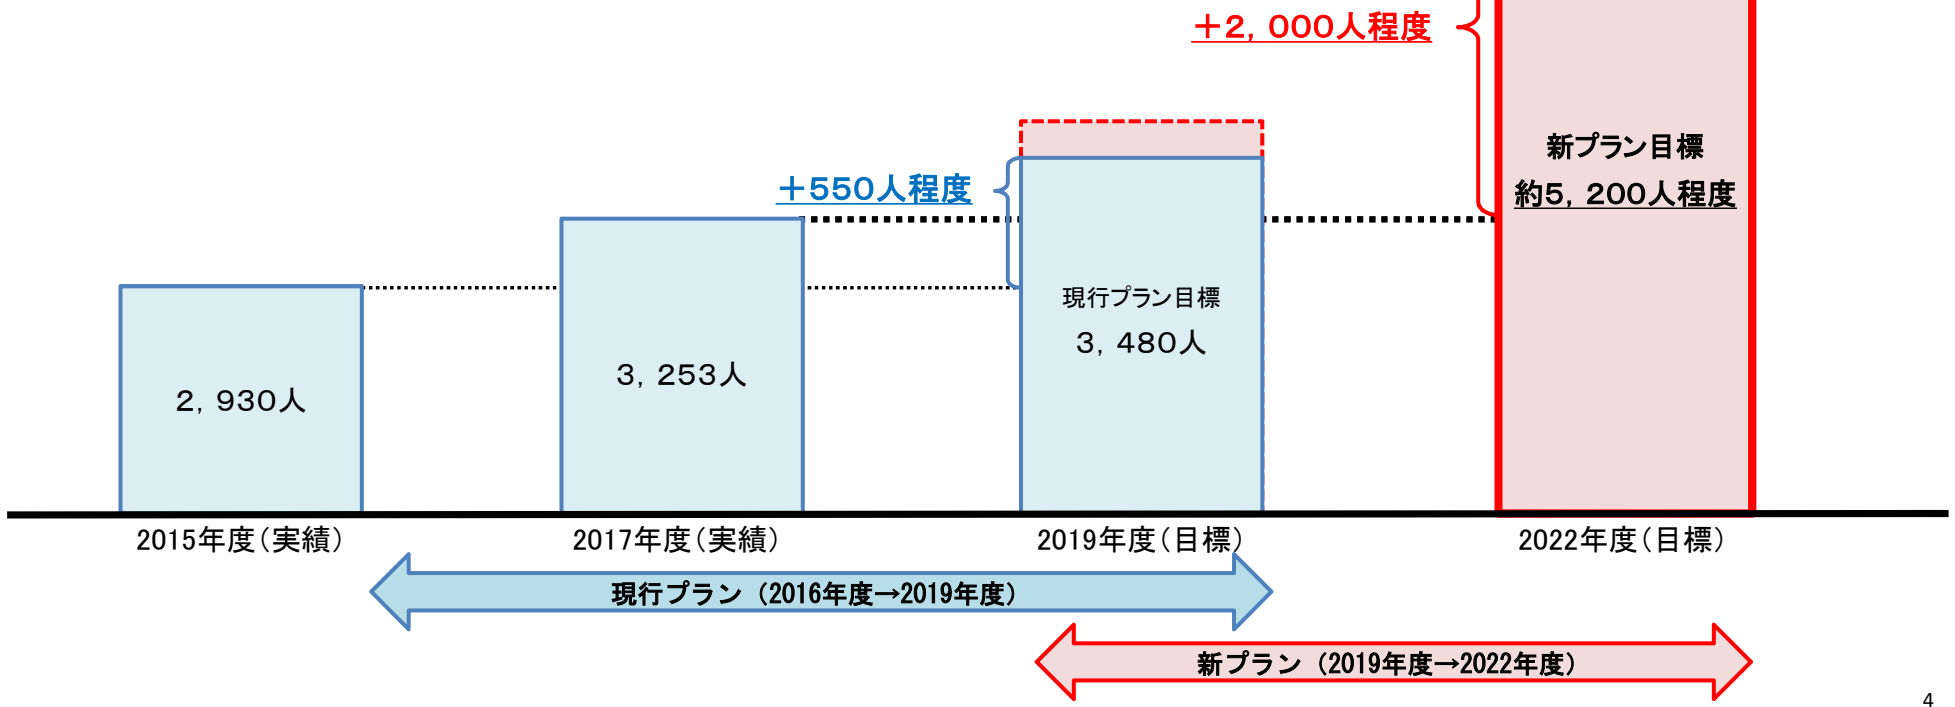 ＋2，000人程度
新プラン目標
約5，200人程度
＋550人程度
現行プラン目標
3，480人
3，253人
2，930人
2015年度（実績）
2017年度（実績）
2019年度（目標）
2022年度（目標）
現行プラン（2016年度→2019年度）
新プラン（2019年度→2022年度）
4